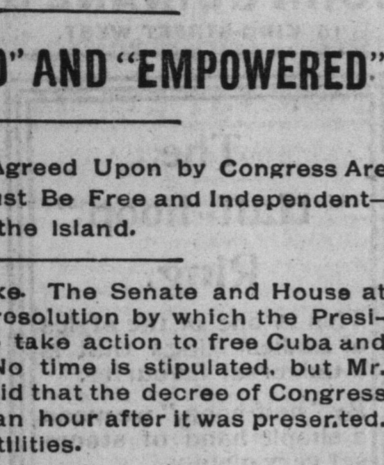 " AND "EMPOWERED"
Agreed Upon by Congress Are
Be Free and Independent—
the Island.
The Senate and House at
rosolution by which the Presi-
take action to free Cuba and
No time is stipulated, but Mr.
id that the decree of Congress
an hour after it was presented.
tilities.